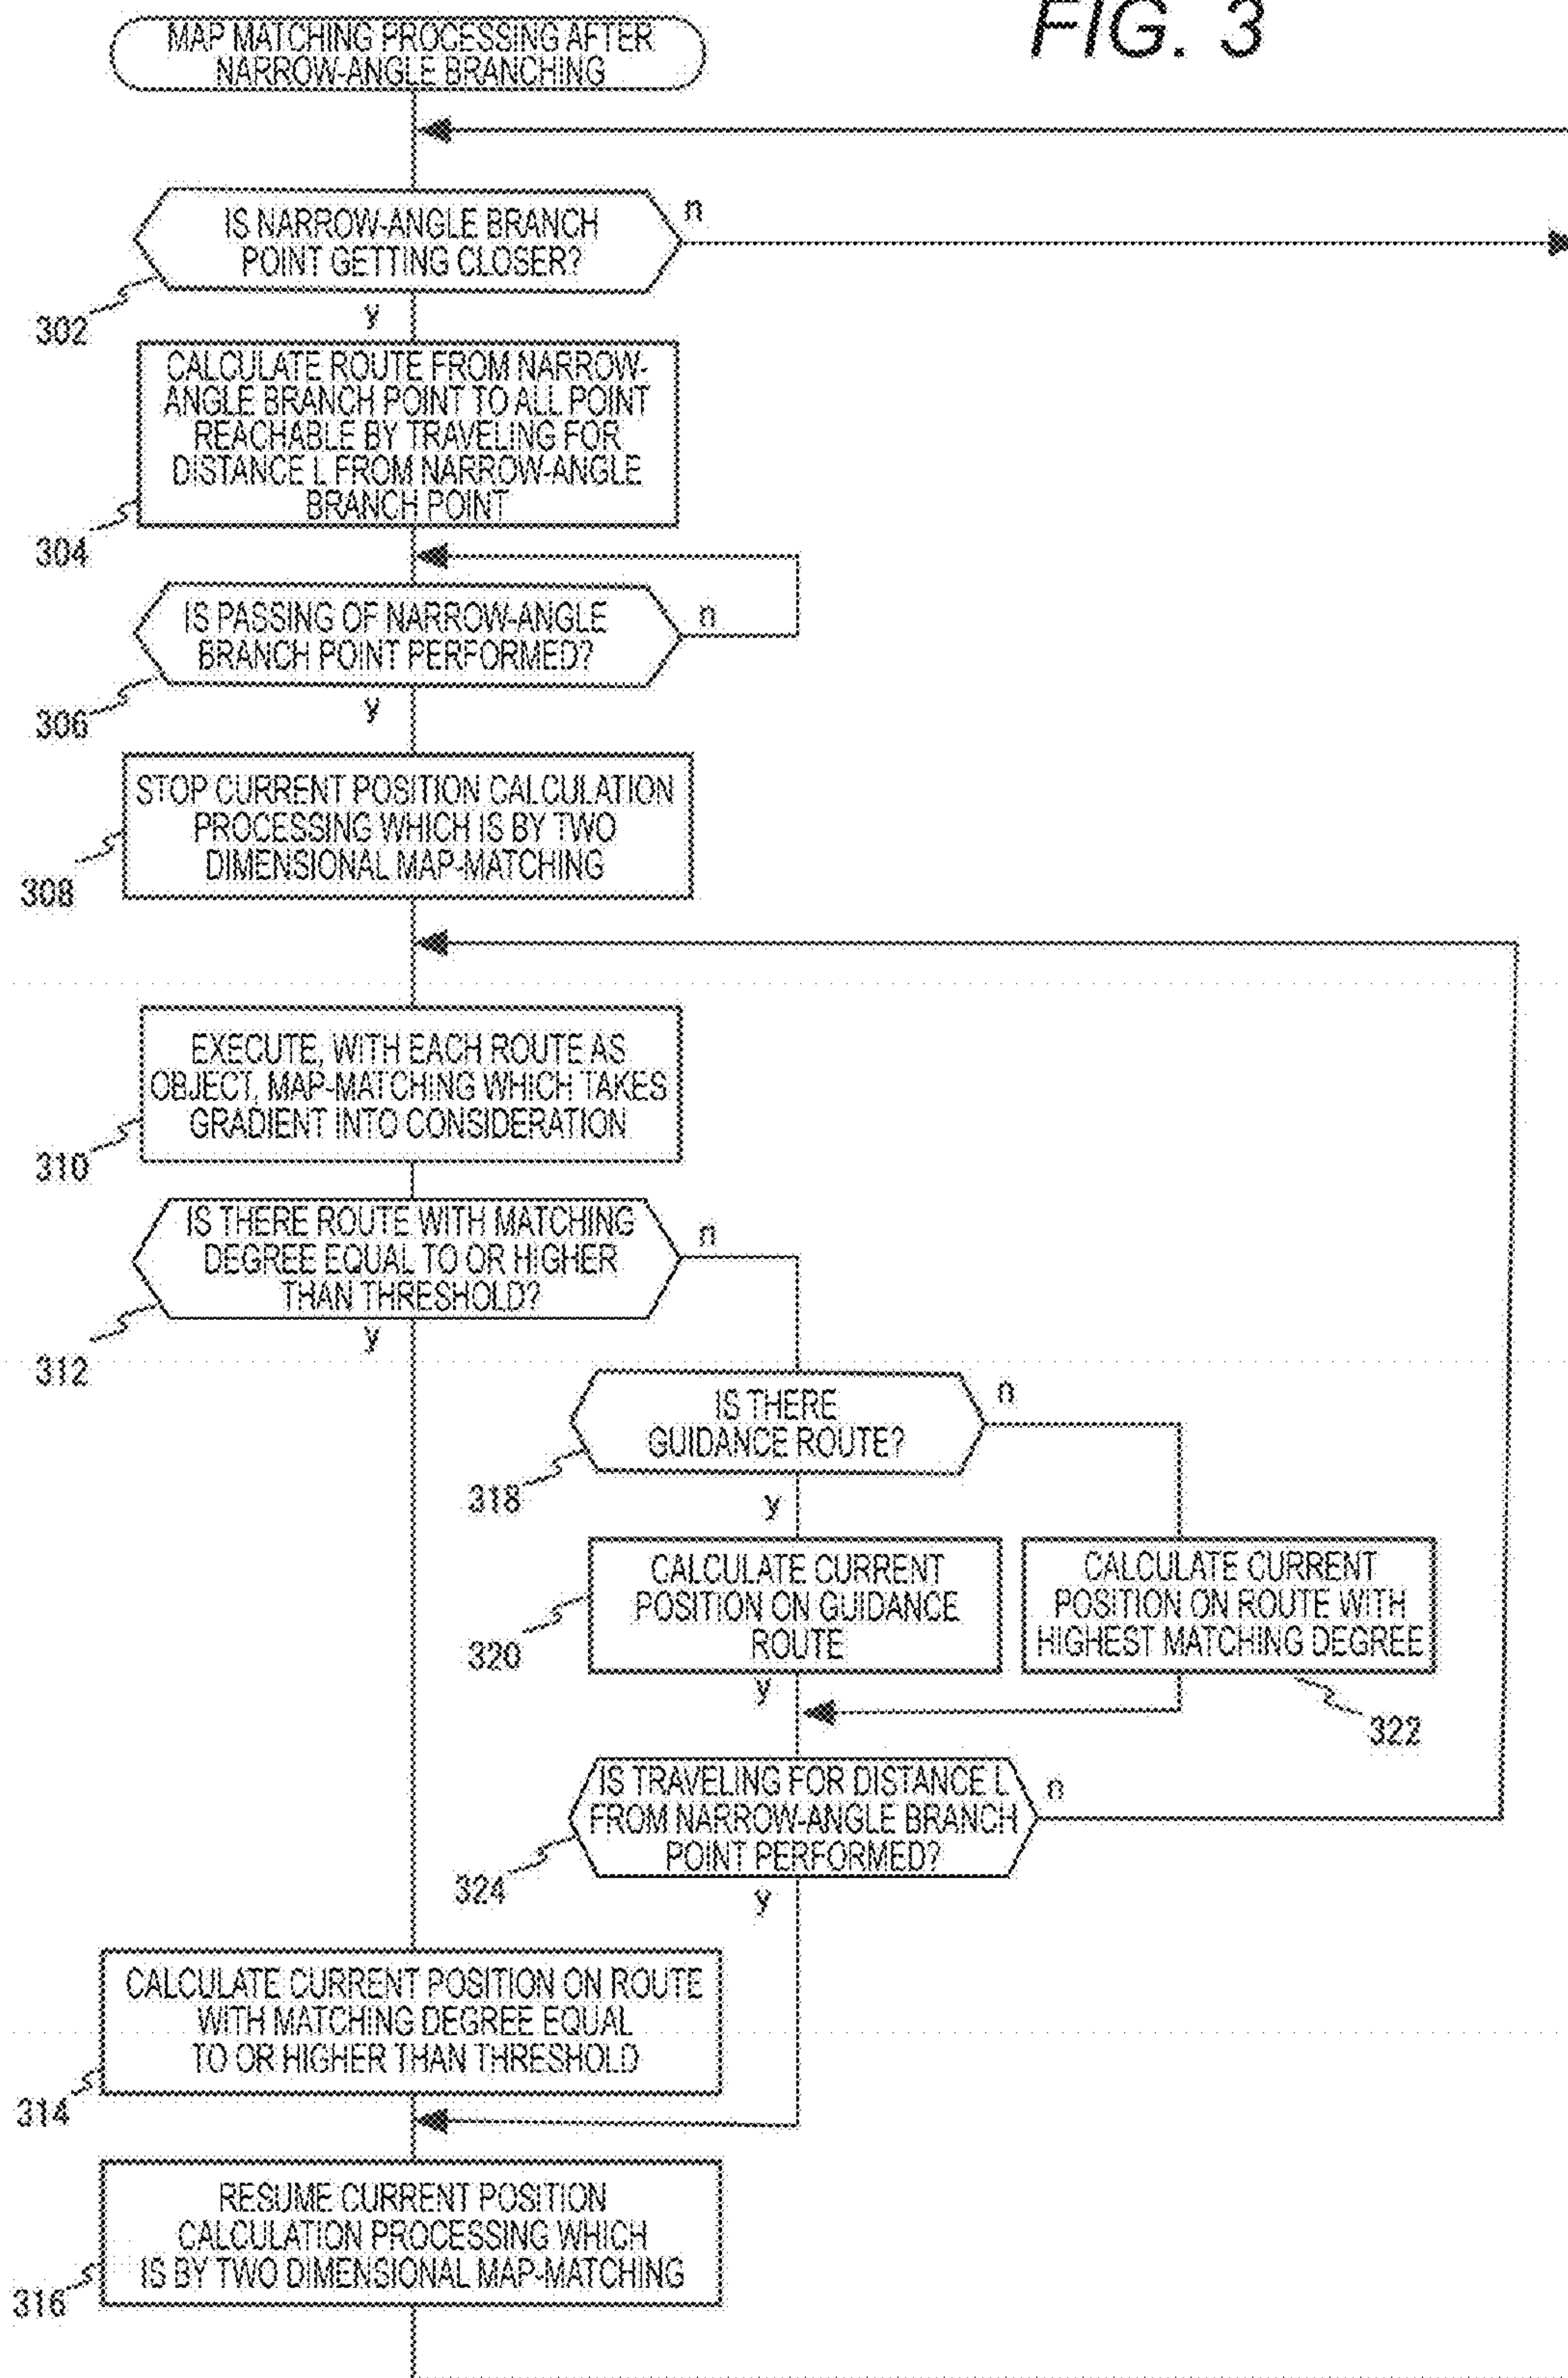 FIG. 3
MAP MATCHING PROCESSING AFTER
NARROW-ANGLE BRANCHING
IS NARROW-ANGLE BRANCH
POINT GETTING CLOSER?
n
302
y
CALCULATE ROUTE FROM NARROW-
ANGLE BRANCH POINT TO ALL POINT
REACHABLE BY TRAVELING FOR
DISTANCE L FROM NARROW-ANGLE
BRANCH POINT
304
IS PASSING OF NARROW-ANGLE
BRANCH POINT PERFORMED?
n
306
y
STOP CURRENT POSITION CALCULATION
PROCESSING WHICH IS BY TWO
DIMENSIONAL MAP-MATCHING
308
EXECUTE, WITH EACH ROUTE AS
OBJECT, MAP-MATCHING WHICH TAKES
GRADIENT INTO CONSIDERATION
310
IS THERE ROUTE WITH MATCHING
DEGREE EQUAL TO OR HIGHER
THAN THRESHOLD?
n
312
y
IS THERE
GUIDANCE ROUTE?
n
318
y
CALCULATE CURRENT
POSITION ON GUIDANCE
ROUTE
320
y
CALCULATE CURRENT
POSITION ON ROUTE WITH
HIGHEST MATCHING DEGREE
322
IS TRAVELING FOR DISTANCE L
FROM NARROW-ANGLE BRANCH
POINT PERFORMED?
n
324
y
CALCULATE CURRENT POSITION ON ROUTE
WITH MATCHING DEGREE EQUAL
TO OR HIGHER THAN THRESHOLD
314
RESUME CURRENT POSITION
CALCULATION PROCESSING WHICH
IS BY TWO DIMENSIONAL MAP-MATCHING
316